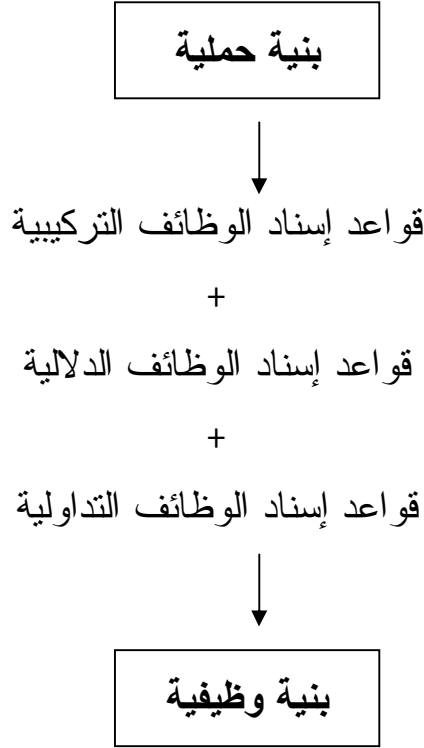 بنية حملية
قواعد إسناد الوظائف التركيبية
+
قواعد إسناد الوظائف الدلالية
+
قواعد إسناد الوظائف التداولية
بنية وظيفية